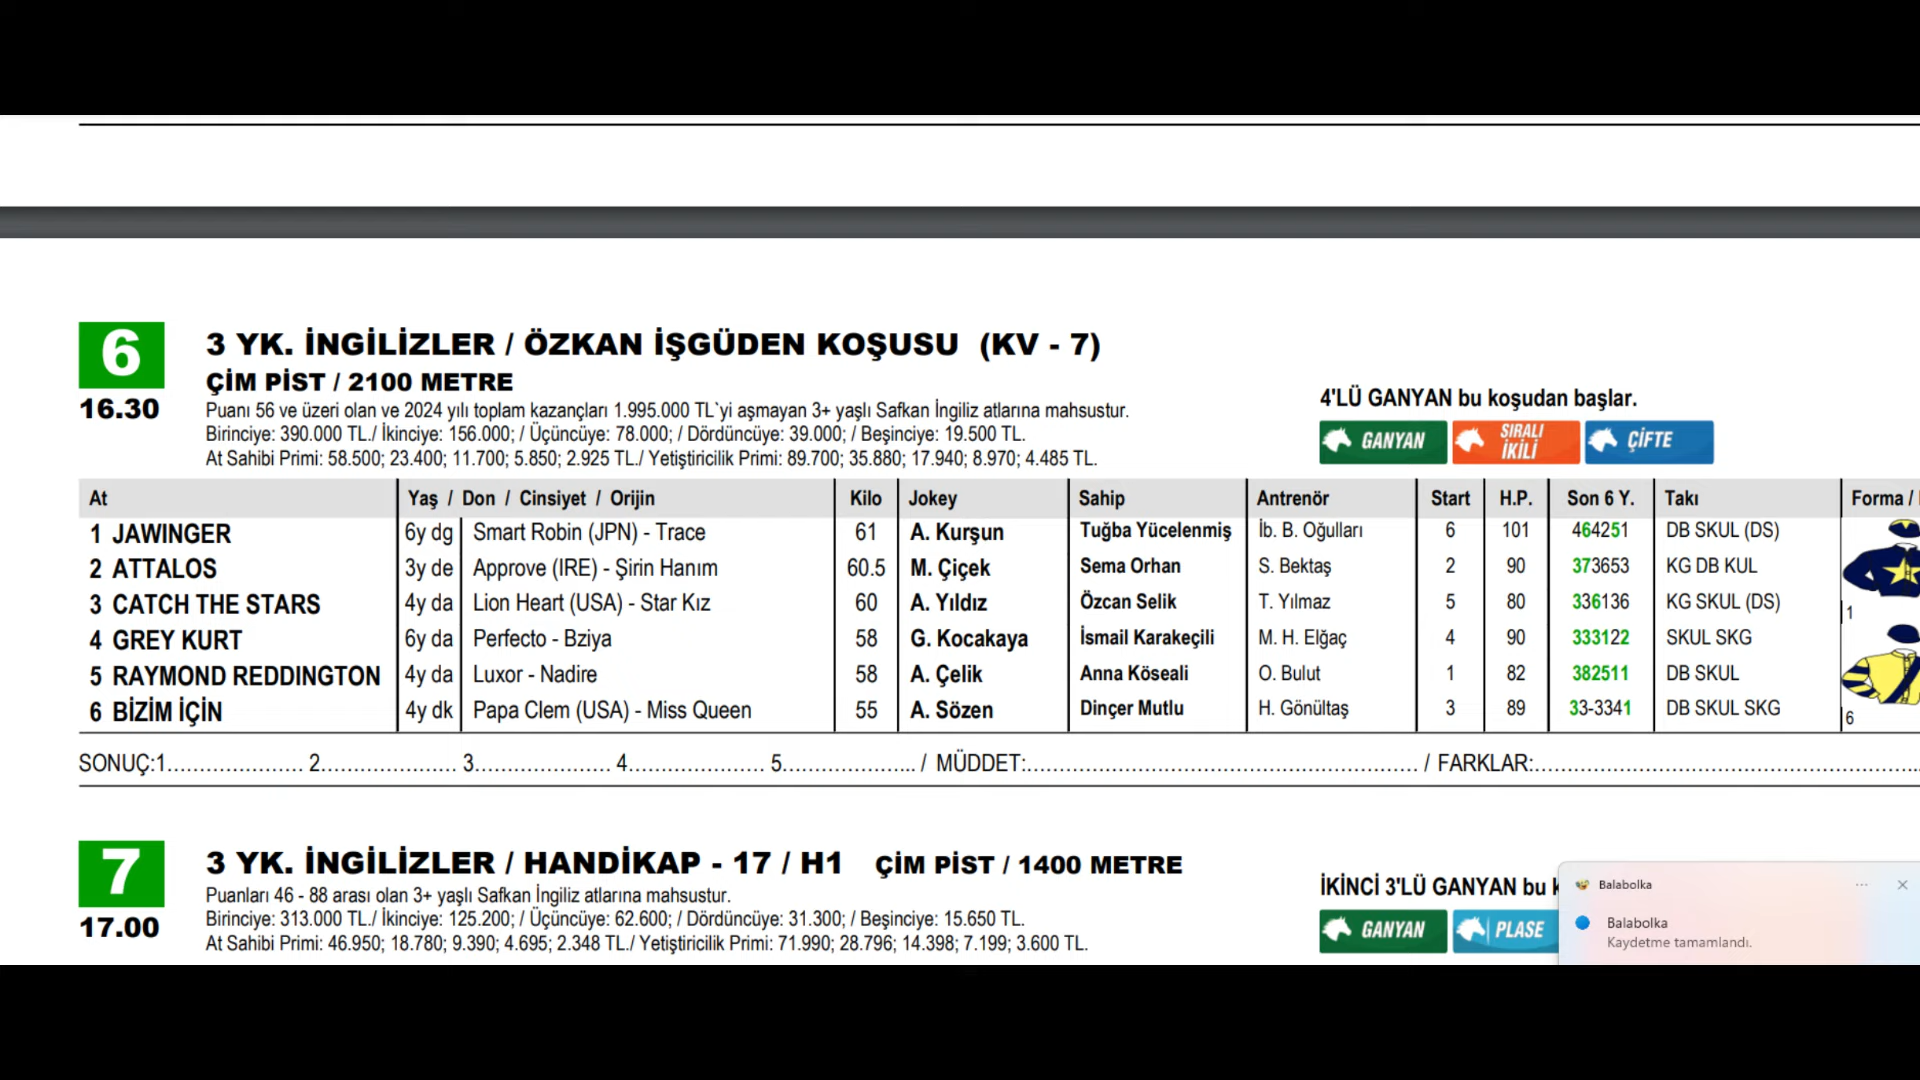 6
16.30
3 YK. İNGİLİZLER / ÖZKAN İŞGÜDEN KOŞUSU (KV - 7)
ÇİM PİST / 2100 METRE
Puanı 56 ve üzeri olan ve 2024 yılı toplam kazançları 1.995.000 TL`yi aşmayan 3+ yaşlı Safkan İngiliz atlarına mahsustur.
Birinciye: 390.000 TL./ İkinciye: 156.000; / Üçüncüye: 78.000; / Dördüncüye: 39.000; / Beşinciye: 19.500 TL.
At Sahibi Primi: 58.500; 23.400; 11.700; 5.850; 2.925 TL./ Yetiştiricilik Primi: 89.700; 35.880; 17.940; 8.970; 4.485 TL.
4'LÜ GANYAN bu koşudan başlar.
GANYAN SIRALI İKİLİ ÇİFTE
At Yaş / Don / Cinsiyet / Orijin Kilo Jokey Sahip Antrenör Start H.P. Son 6 Y. Takı Forma /
1 JAWINGER 6y dg Smart Robin (JPN) - Trace 61 A. Kurşun Tuğba Yücelenmiş İb. B. Oğulları 6 101 464251 DB SKUL (DS)
2 ATTALOS 3y de Approve (IRE) - Şirin Hanım 60.5 M. Çiçek Sema Orhan S. Bektaş 2 90 373653 KG DB KUL
3 CATCH THE STARS 4y da Lion Heart (USA) - Star Kız 60 A. Yıldız Özcan Selik T. Yılmaz 5 80 336136 KG SKUL (DS) 1
4 GREY KURT 6y da Perfecto - Bziya 58 G. Kocakaya İsmail Karakeçili M. H. Elğaç 4 90 333122 SKUL SKG
5 RAYMOND REDDINGTON 4y da Luxor - Nadire 58 A. Çelik Anna Köseali O. Bulut 1 82 382511 DB SKUL
6 BİZİM İÇİN 4y dk Papa Clem (USA) - Miss Queen 55 A. Sözen Dinçer Mutlu H. Gönültaş 3 89 33-3341 DB SKUL SKG 6
SONUÇ:1.................... 2..................... 3..................... 4..................... 5................... / MÜDDET:............................................................ / FARKLAR:............................................................
7
17.00
3 YK. İNGİLİZLER / HANDİKAP - 17 / H1 ÇİM PİST / 1400 METRE
Puanları 46 - 88 arası olan 3+ yaşlı Safkan İngiliz atlarına mahsustur.
Birinciye: 313.000 TL./ İkinciye: 125.200; / Üçüncüye: 62.600; / Dördüncüye: 31.300; / Beşinciye: 15.650 TL.
At Sahibi Primi: 46.950; 18.780; 9.390; 4.695; 2.348 TL./ Yetiştiricilik Primi: 71.990; 28.796; 14.398; 7.199; 3.600 TL.
İKİNCİ 3'LÜ GANYAN bu
GANYAN PLASE
Balabolka
Balabolka
Kaydetme tamamlandı.